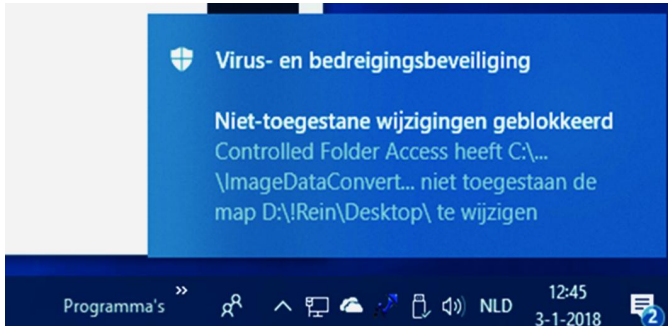 Virus- en bedreigingsbeveiliging
Niet-toegestane wijzigingen geblokkeerd
Controlled Folder Access heeft C:\...
\ImageDataConvert... niet toegestaan de
map D:\!Rein\Desktop\ te wijzigen
Programma's » NLD 12:45
3-1-2018
2